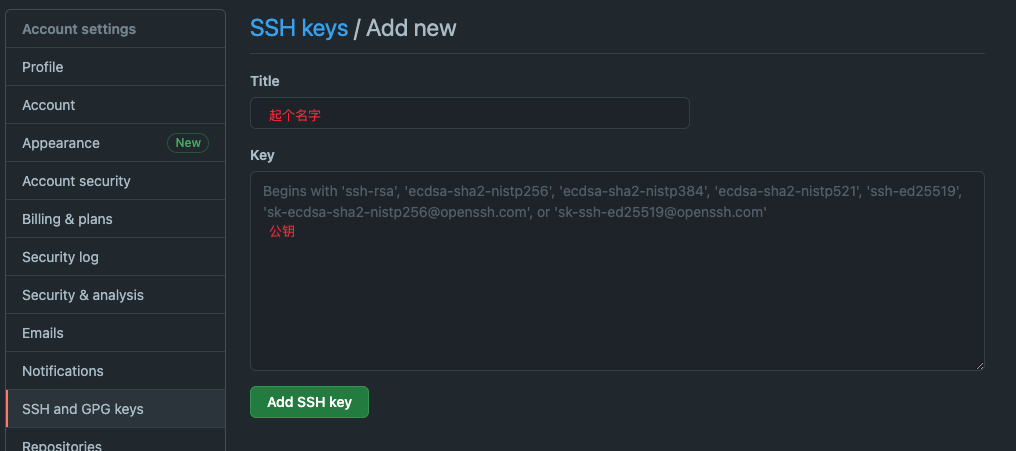 Account settings
Profile
Account
Appearance New
Account security
Billing & plans
Security log
Security & analysis
Emails
Notifications
SSH and GPG keys
Repositories
SSH keys / Add new
Title
起个名字
Key
Begins with 'ssh-rsa', 'ecdsa-sha2-nistp256', 'ecdsa-sha2-nistp384', 'ecdsa-sha2-nistp521', 'ssh-ed25519',
'sk-ecdsa-sha2-nistp256@openssh.com', or 'sk-ssh-ed25519@openssh.com'
公钥
Add SSH key